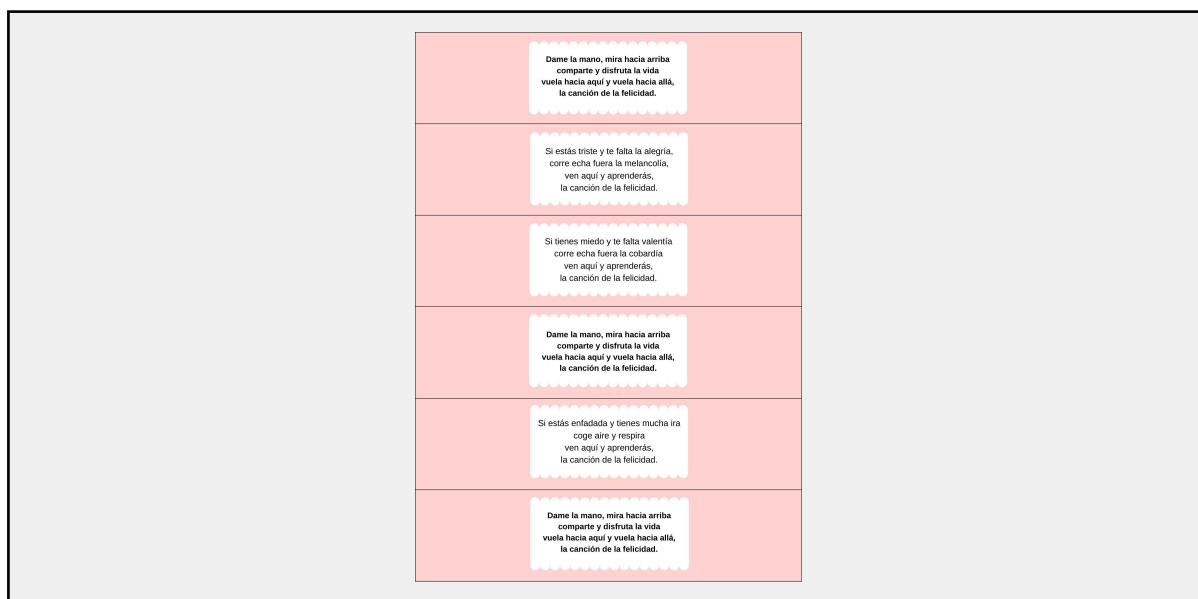 Dame la mano, mira hacia arriba
comparte y disfruta la vida
vuela hacia aquí y vuela hacia allá,
la canción de la felicidad.
Si estás triste y te falta la alegría,
corre echa fuera la melancolía,
ven aquí y aprenderás,
la canción de la felicidad.
Si tienes miedo y te falta valentía
corre echa fuera la cobardía
ven aquí y aprenderás,
la canción de la felicidad.
Dame la mano, mira hacia arriba
comparte y disfruta la vida
vuela hacia aquí y vuela hacia allá,
la canción de la felicidad.
Si estás enfadada y tienes mucha ira
coge aire y respira
ven aquí y aprenderás,
la canción de la felicidad.
Dame la mano, mira hacia arriba
comparte y disfruta la vida
vuela hacia aquí y vuela hacia allá,
la canción de la felicidad.